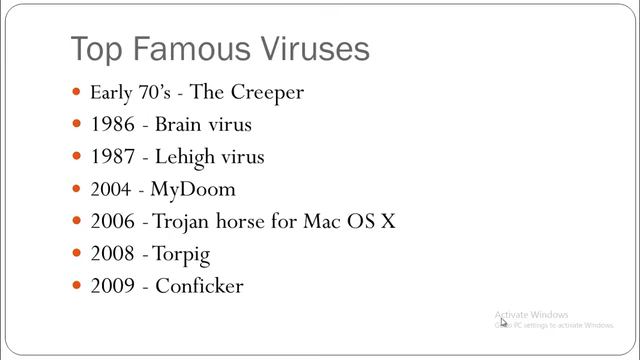 Top Famous Viruses
• Early 70's - The Creeper
• 1986 - Brain virus
• 1987 - Lehigh virus
• 2004 - MyDoom
• 2006 - Trojan horse for Mac OS X
• 2008 - Torpig
• 2009 - Conficker
Activate Windows
Go to PC settings to activate Windows.